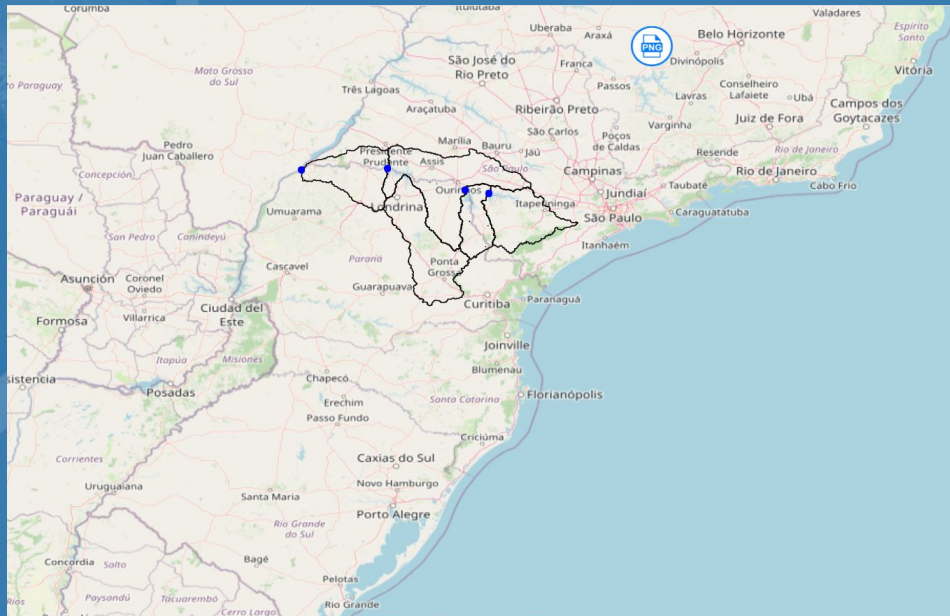 Corumbá
Ituiutaba
Valadares
Uberaba
Araxá
Belo Horizonte
Espírito
Santo
PNG
São José do
Rio Preto
Franca
Divinópolis
Vitória
Mato Grosso
do Sul
Três Lagoas
Passos
Conselheiro
Lafaiete
Ubá
Lavras
Araçatuba
Ribeirão Preto
Campos dos
Goytacazes
Juiz de Fora
Varginha
São Carlos
Poços
de Caldas
Marília
Bauru
Jaú
Resende
Rio de Janeiro
Pedro
Juan Caballero
Presidente
Prudente
Assis
São Paulo
Campinas
Rio de Janeiro
Concepción
Taubaté
Cabo Frio
Jundiaí
Ourinhos
Paraguay /
Paraguái
Umuarama
Londrina
Itapetininga
São Paulo
Caraguatatuba
San Pedro
Canindeyú
Itanhaém
Paraná
Ponta
Grossa
Cascavel
Asunción
Coronel
Oviedo
Guarapuava
Paranaguá
Ciudad del
Este
Curitiba
Formosa
Villarrica
Joinville
Itapúa
Misiones
Blumenau
sistencia
Chapecó
Posadas
Erechim
Santa Catarina
Florianópolis
Passo Fundo
Criciúma
Corrientes
Caxias do Sul
Uruguaiana
Novo Hamburgo
Santa Maria
Porto Alegre
Rio Grande
do Sul
Bagé
Concordia
Salto
Pelotas
Paysandú
Tacuarembó
Rio Grande
Cerro Largo